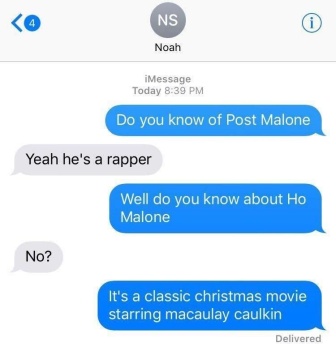 4
NS
Noah
iMessage
Today 8:39 PM
Do you know of Post Malone
Yeah he's a rapper
Well do you know about Ho
Malone
No?
It's a classic christmas movie
starring macaulay caulkin
Delivered